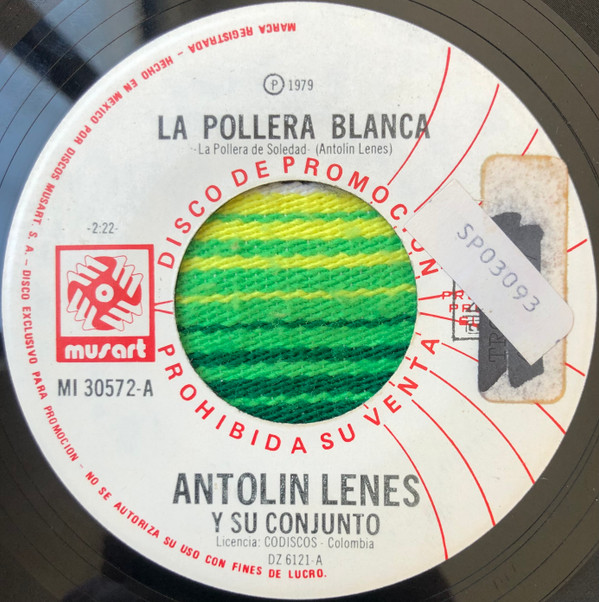 MARCA REGISTRADA - HECHO EN MEXICO POR DISCOS MUSART, S. A. - DISCO EXCLUSIVO PARA PROMOCION - NO SE AUTORIZA SU USO CON FINES DE LUCRO.
Ⓟ 1979
LA POLLERA BLANCA
-La Pollera de Soledad- (Antolin Lenes)
DISCO DE PROMOCION
-2:22-
SP03093
musart
MI 30572-A
PROHIBIDA SU VENTA
ANTOLIN LENES
Y SU CONJUNTO
Licencia: CODISCOS - Colombia
DZ 6121-A